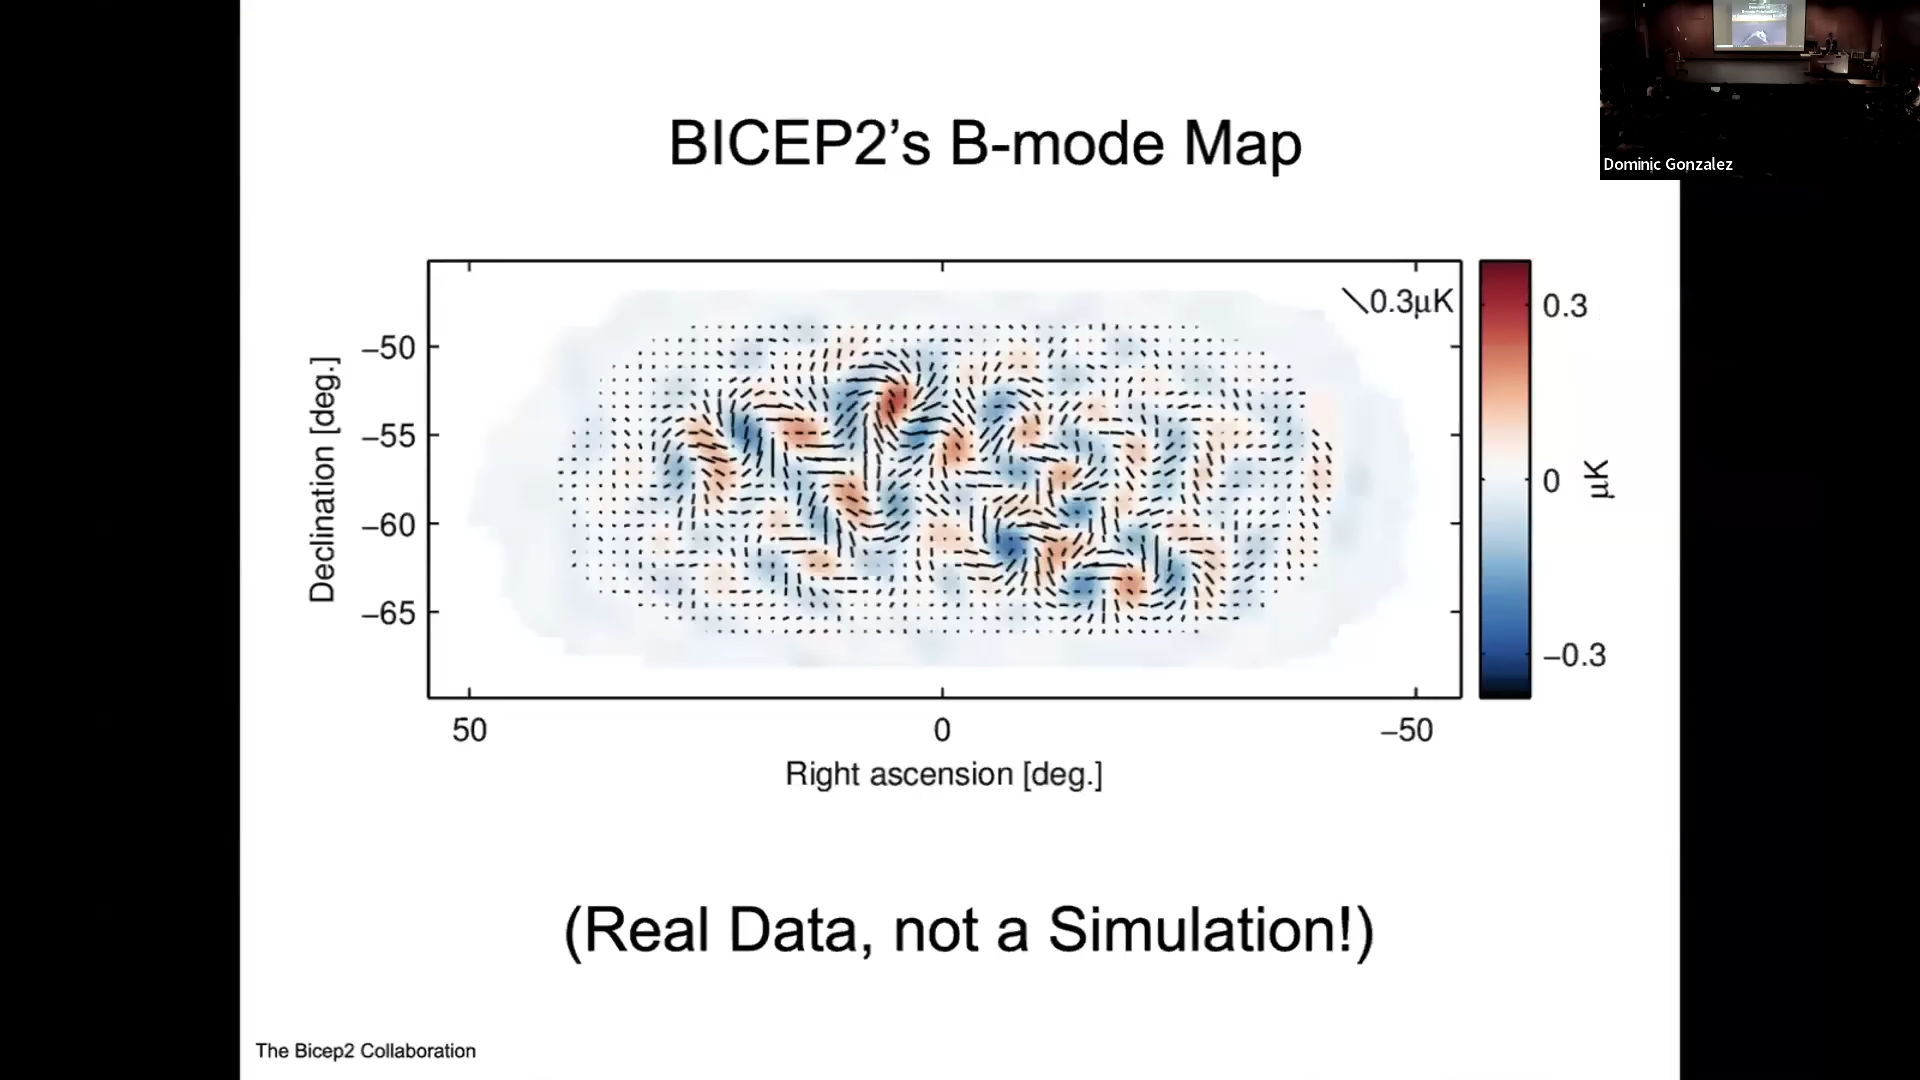 BICEP2's B-mode Map
Dominic Gonzalez
0.3μK
0.3
0
−0.3
μK
−50
−55
−60
−65
Declination [deg.]
50
0
−50
Right ascension [deg.]
(Real Data, not a Simulation!)
The Bicep2 Collaboration